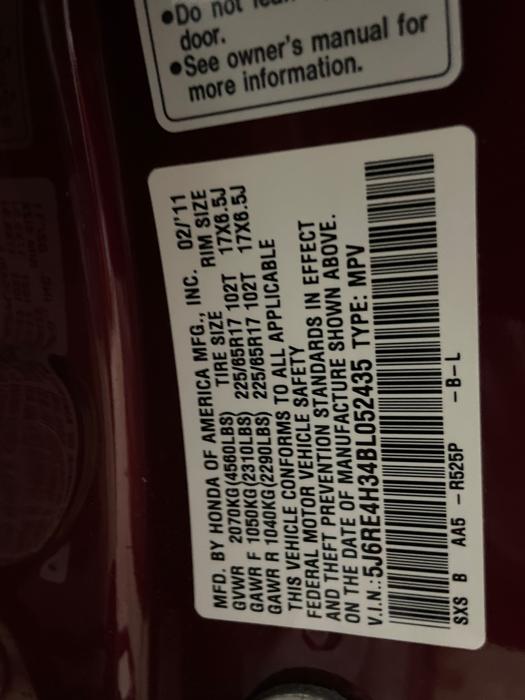 ●Do not
door.
●See owner's manual for
more information.
MFD. BY HONDA OF AMERICA MFG., INC. 02/'11
GVWR 2070KG(4560LBS) TIRE SIZE RIM SIZE
GAWR F 1050KG(2310LBS) 225/65R17 102T 17X6.5J
GAWR R 1040KG(2290LBS) 225/65R17 102T 17X6.5J
THIS VEHICLE CONFORMS TO ALL APPLICABLE
FEDERAL MOTOR VEHICLE SAFETY
AND THEFT PREVENTION STANDARDS IN EFFECT
ON THE DATE OF MANUFACTURE SHOWN ABOVE.
V.I.N.:5J6RE4H34BL052435 TYPE: MPV
SXS B AA5 -R525P -B-L